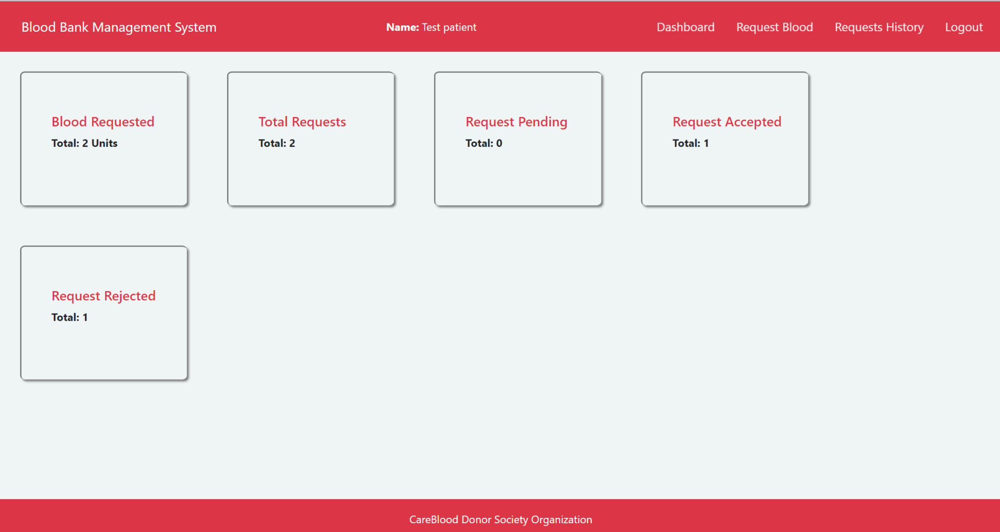 Blood Bank Management System
Name: Test patient
Dashboard
Request Blood
Requests History
Logout
Blood Requested
Total: 2 Units
Total Requests
Total: 2
Request Pending
Total: 0
Request Accepted
Total: 1
Request Rejected
Total: 1
CareBlood Donor Society Organization